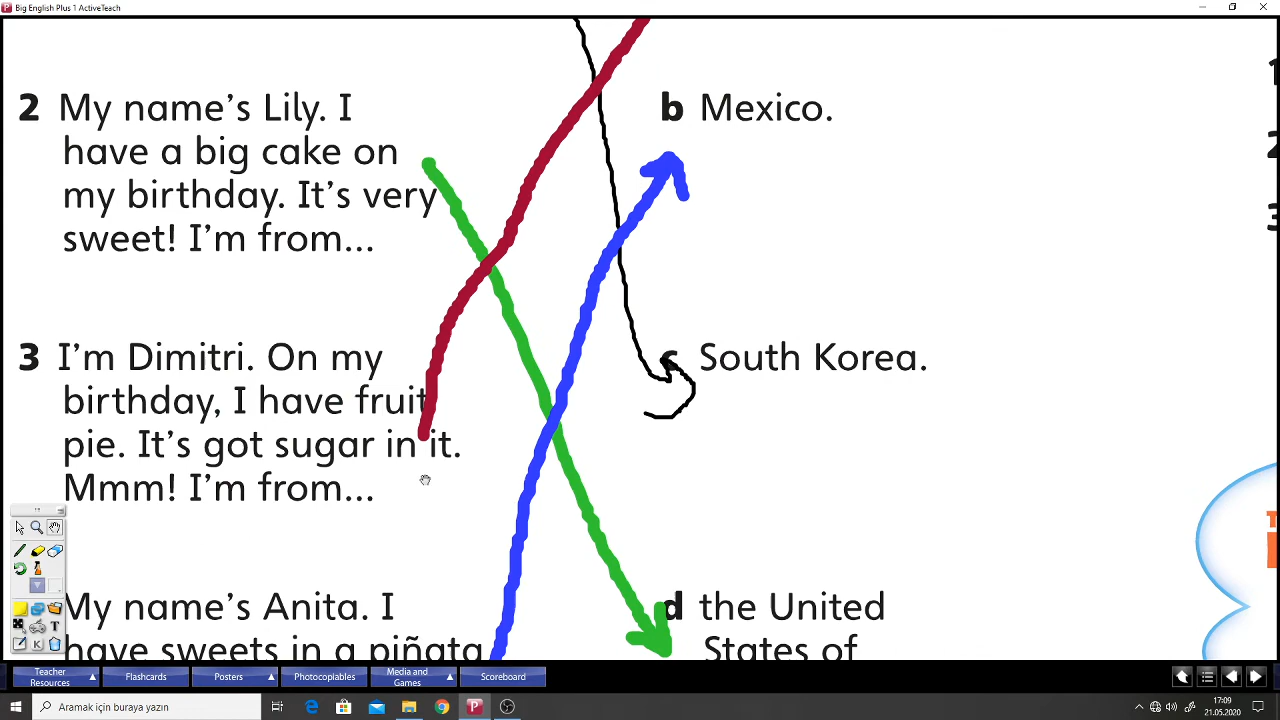 Big English Plus 1 ActiveTeach
2 My name's Lily. I
have a big cake on
my birthday. It's very
sweet! I'm from...
b Mexico.
3 I'm Dimitri. On my
birthday, I have fruit
pie. It's got sugar in it.
Mmm! I'm from...
c South Korea.
My name's Anita. I
have sweets in a piñata
d the United
States of
Teacher
Resources
Flashcards
Posters
Photocopiables
Media and
Games
Scoreboard
Aramak için buraya yazın
17:09
21.05.2020